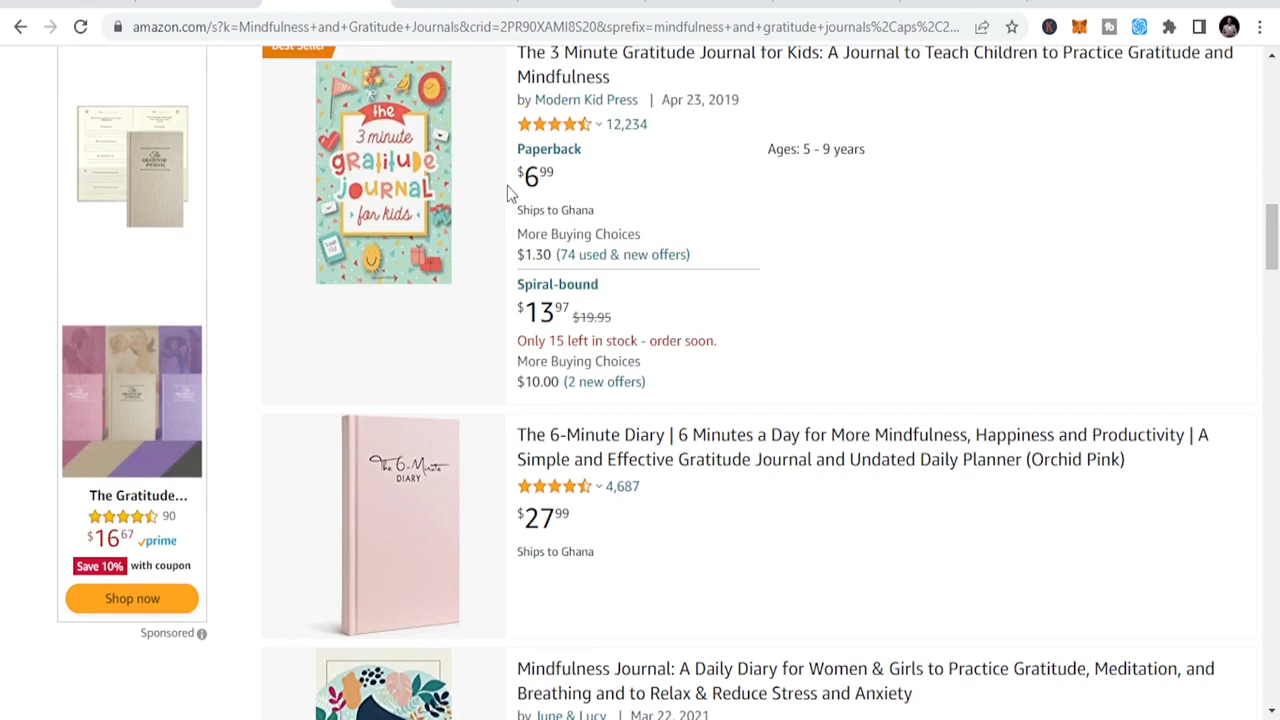 amazon.com/s?k=Mindfulness+and+Gratitude+Journals&crid=2PR90XAMI8S20&sprefix=mindfulness+and+gratitude+journals%2Caps%2C2...
Best Seller
The 3 Minute Gratitude Journal for Kids: A Journal to Teach Children to Practice Gratitude and
Mindfulness
by Modern Kid Press | Apr 23, 2019
12,234
Paperback
Ages: 5 - 9 years
$6.99
Ships to Ghana
More Buying Choices
$1.30 (74 used & new offers)
Spiral-bound
$13.97 $19.95
Only 15 left in stock - order soon.
More Buying Choices
$10.00 (2 new offers)
the
3 minute
gratitude
journal
for kids
The 6-Minute
DIARY
The 6-Minute Diary | 6 Minutes a Day for More Mindfulness, Happiness and Productivity | A
Simple and Effective Gratitude Journal and Undated Daily Planner (Orchid Pink)
4,687
$27.99
Ships to Ghana
Mindfulness Journal: A Daily Diary for Women & Girls to Practice Gratitude, Meditation, and
Breathing and to Relax & Reduce Stress and Anxiety
by June & Lucy | Mar 22, 2021
The Gratitude...
90
$16.67 prime
Save 10% with coupon
Shop now
Sponsored